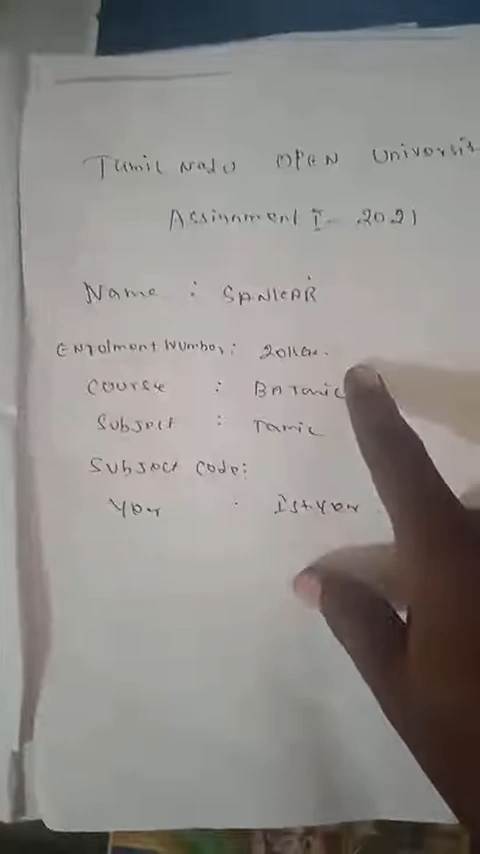 Tamil Nadu OPEN Universit
Assignment I - 2021
Name : SANKAR
Enrolment Number:
Course : BA Tamil
Subject : Tamil
Subject Code:
Year : Ist Year